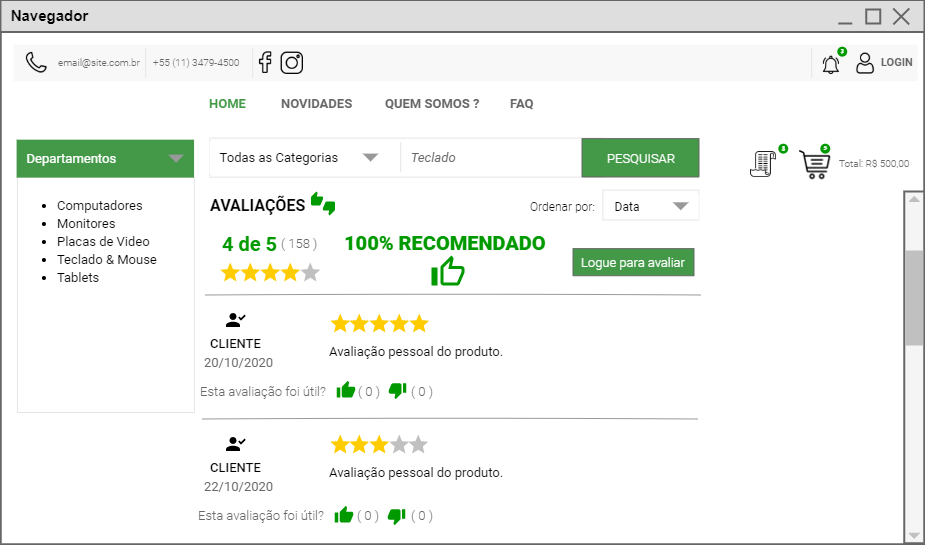 Navegador
email@site.com.br
+55 (11) 3479-4500
LOGIN
HOME NOVIDADES QUEM SOMOS ? FAQ
Departamentos
Todas as Categorias
Teclado
PESQUISAR
Total: R$ 500,00
Computadores
Monitores
Placas de Video
Teclado & Mouse
Tablets
AVALIAÇÕES
Ordenar por: Data
4 de 5 ( 158 )
100% RECOMENDADO
Logue para avaliar
CLIENTE
20/10/2020
Avaliação pessoal do produto.
Esta avaliação foi útil? ( 0 ) ( 0 )
CLIENTE
22/10/2020
Avaliação pessoal do produto.
Esta avaliação foi útil? ( 0 ) ( 0 )